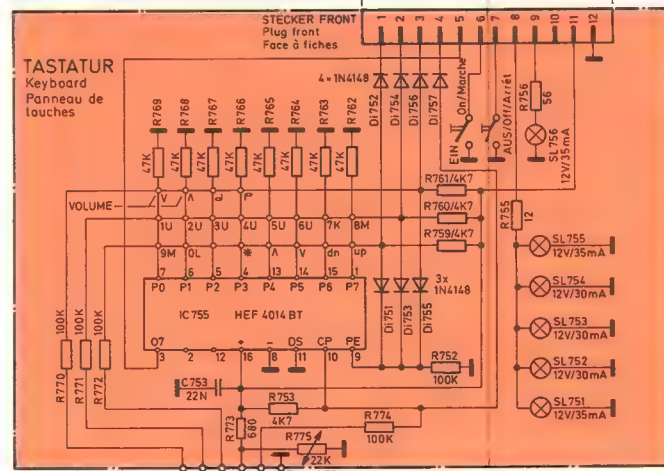 STECKER FRONT
Plug front
Face à fiches
1 2 3 4 5 6 7 8 9 10 11 12
TASTATUR
Keyboard
Panneau de
touches
4×1N4148
Di752
Di754
Di756
Di757
EIN On/Marche
AUS/Off/Arrêt
R756
56
SL756
12V/35mA
R769
R768
R767
R766
R765
R764
R763
R762
47K 47K 47K 47K 47K 47K 47K 47K
VOLUME
R761/4K7
R760/4K7
R759/4K7
R755
12
1U 2U 3U 4U 5U 6U 7K 8M
9M 0L * Λ V dn up
7 6 5 4 13 14 15 1
P0 P1 P2 P3 P4 P5 P6 P7
IC755 HEF 4014 BT
O7 + – DS CP PE
3 2 12 16 8 11 10 9
3x
1N4148
Di751
Di753
Di755
SL755
12V/35mA
SL754
12V/30mA
SL753
12V/30mA
SL752
12V/30mA
SL751
12V/35mA
100K
100K
100K
R770
R771
R772
C753
22N
R752
100K
R753
4K7
R773
680
R774
100K
R775
22K